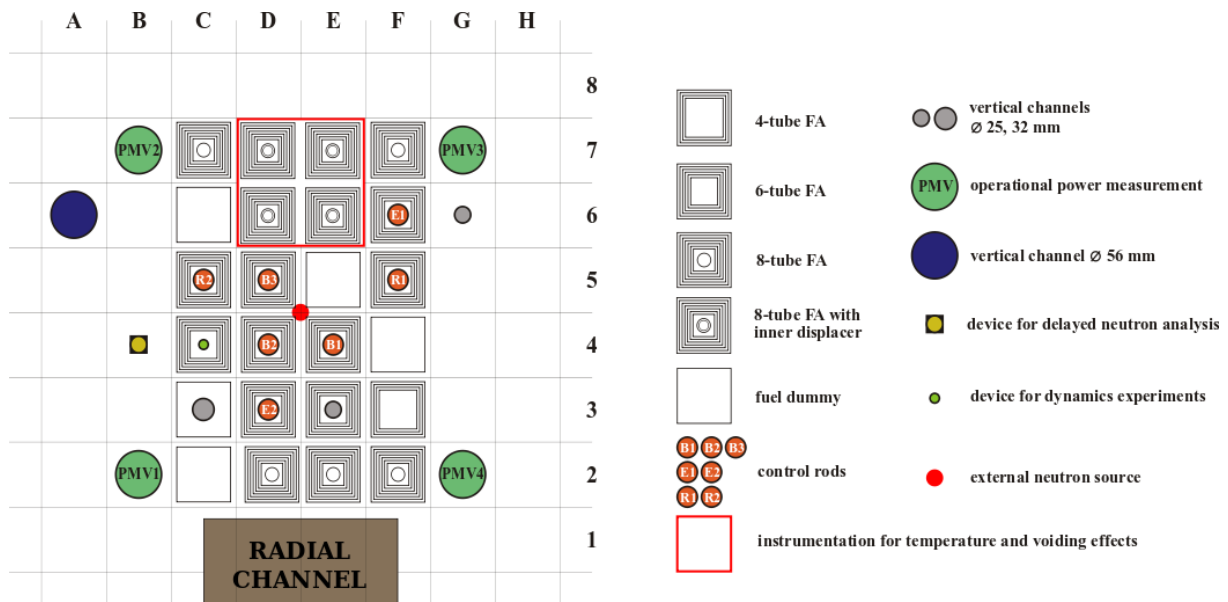 A B C D E F G H
8
PMV2 PMV3 7
E1 6
R2 B3 R1 5
B2 B1 4
E2 3
PMV1 PMV4 2
1
RADIAL
CHANNEL
4-tube FA
6-tube FA
8-tube FA
8-tube FA with
inner displacer
fuel dummy
B1 B2 B3
E1 E2
R1 R2
control rods
instrumentation for temperature and voiding effects
vertical channels
⌀ 25, 32 mm
PMV operational power measurement
vertical channel ⌀ 56 mm
device for delayed neutron analysis
device for dynamics experiments
external neutron source